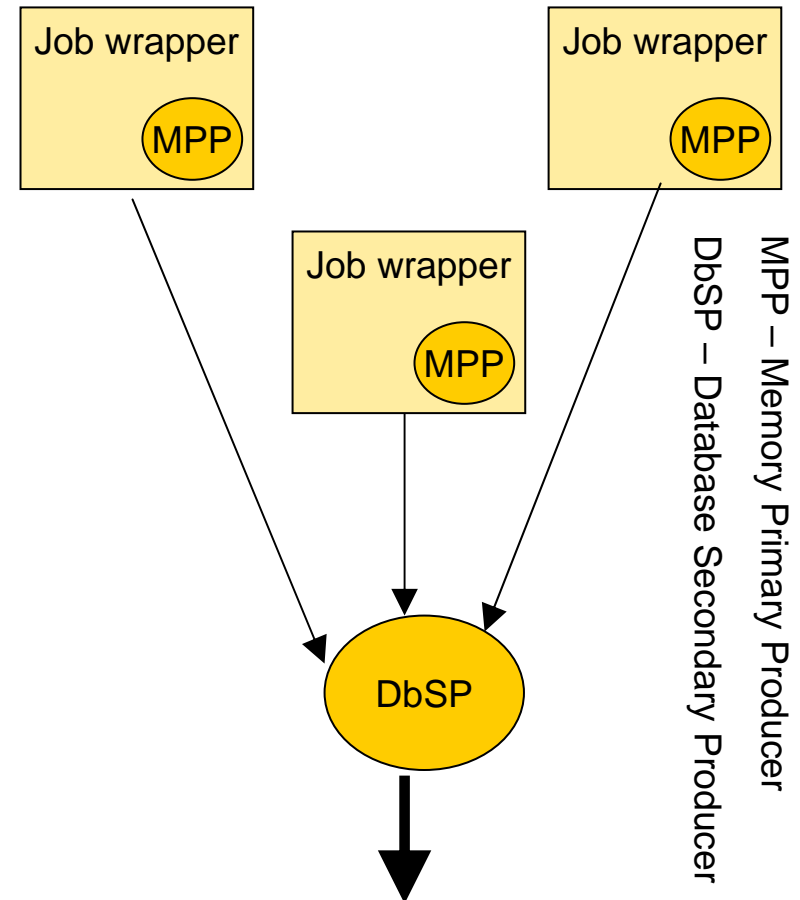 Job wrapper
MPP
Job wrapper
MPP
Job wrapper
MPP
MPP – Memory Primary Producer
DbSP – Database Secondary Producer
DbSP